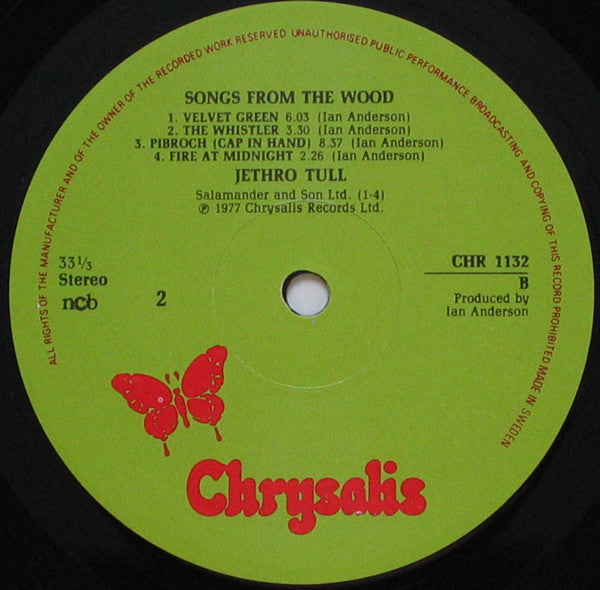 ALL RIGHTS OF THE MANUFACTURER AND OF THE OWNER OF THE RECORDED WORK RESERVED UNAUTHORISED PUBLIC PERFORMANCE BROADCASTING AND COPYING OF THIS RECORD PROHIBITED MADE IN SWEDEN
SONGS FROM THE WOOD
1. VELVET GREEN 6.03 (Ian Anderson)
2. THE WHISTLER 3.30 (Ian Anderson)
3. PIBROCH (CAP IN HAND) 8.37 (Ian Anderson)
4. FIRE AT MIDNIGHT 2.26 (Ian Anderson)
JETHRO TULL
Salamander and Son Ltd. (1-4)
℗ 1977 Chrysalis Records Ltd.
33⅓
Stereo
ncb
2
CHR 1132
B
Produced by
Ian Anderson
Chrysalis